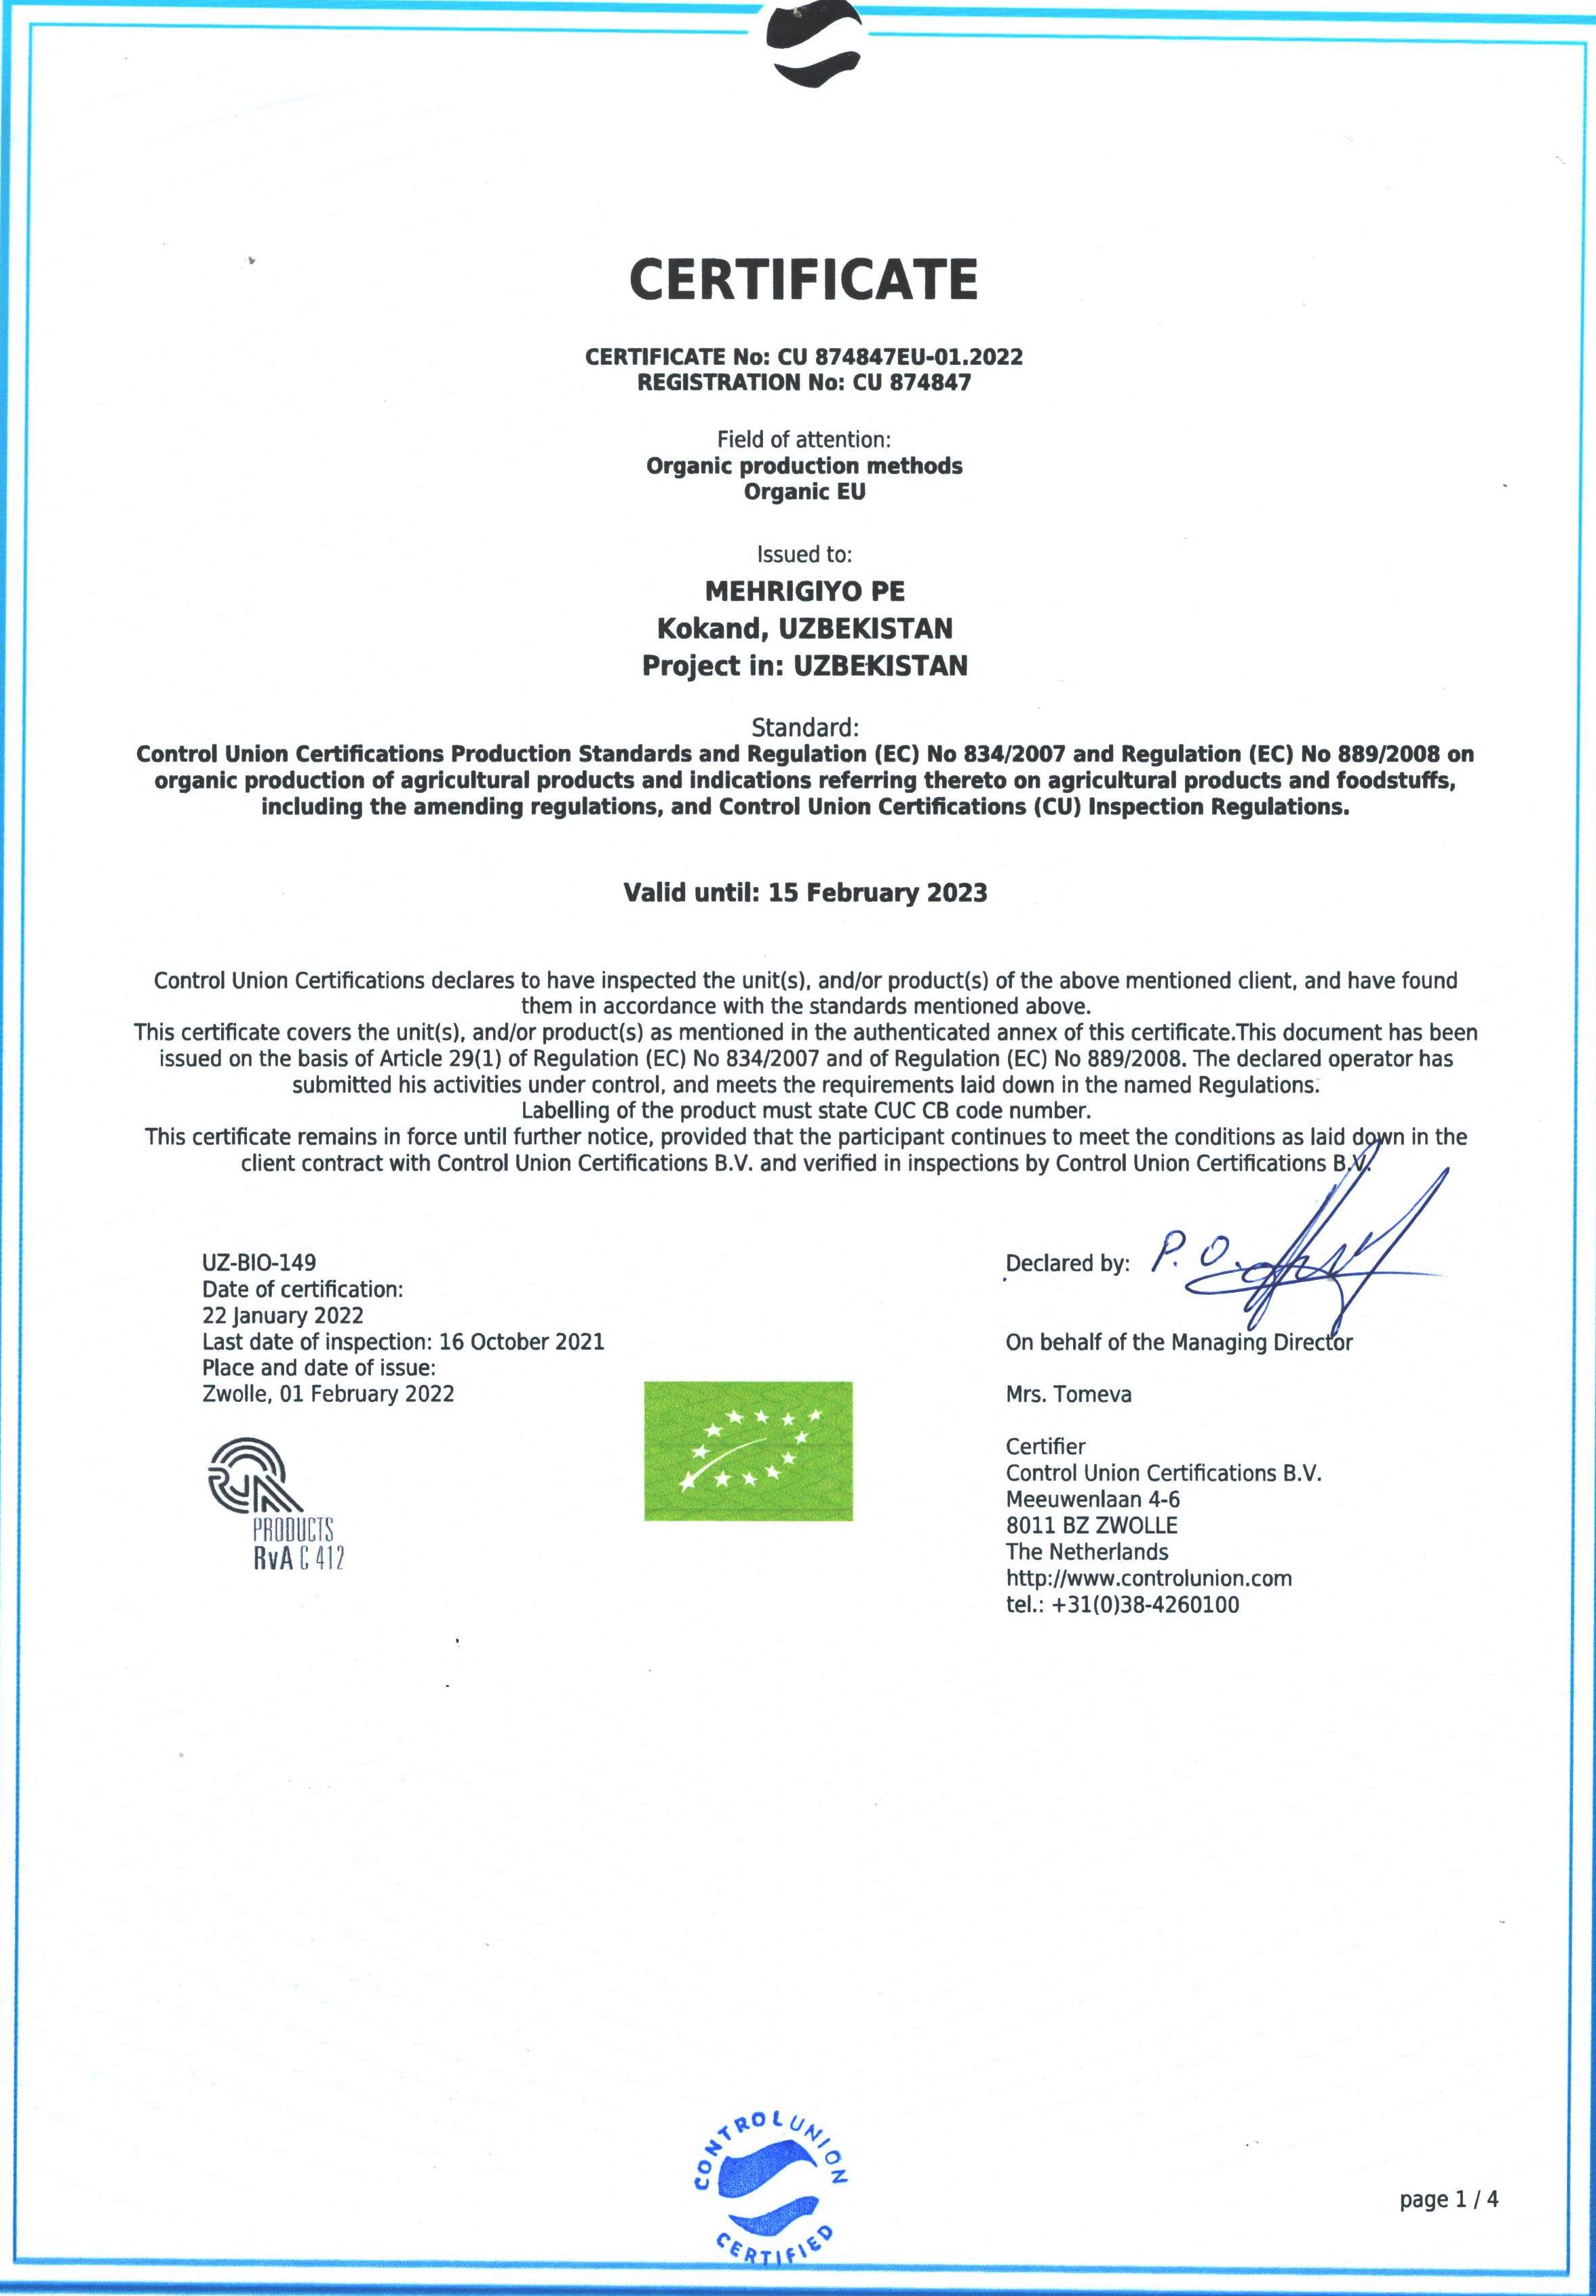 CERTIFICATE
CERTIFICATE No: CU 874847EU-01.2022
REGISTRATION No: CU 874847
Field of attention:
Organic production methods
Organic EU
Issued to:
MEHRIGIYO PE
Kokand, UZBEKISTAN
Project in: UZBEKISTAN
Standard:
Control Union Certifications Production Standards and Regulation (EC) No 834/2007 and Regulation (EC) No 889/2008 on
organic production of agricultural products and indications referring thereto on agricultural products and foodstuffs,
including the amending regulations, and Control Union Certifications (CU) Inspection Regulations.
Valid until: 15 February 2023
Control Union Certifications declares to have inspected the unit(s), and/or product(s) of the above mentioned client, and have found
them in accordance with the standards mentioned above.
This certificate covers the unit(s), and/or product(s) as mentioned in the authenticated annex of this certificate.This document has been
issued on the basis of Article 29(1) of Regulation (EC) No 834/2007 and of Regulation (EC) No 889/2008. The declared operator has
submitted his activities under control, and meets the requirements laid down in the named Regulations.
Labelling of the product must state CUC CB code number.
This certificate remains in force until further notice, provided that the participant continues to meet the conditions as laid down in the
client contract with Control Union Certifications B.V. and verified in inspections by Control Union Certifications B.V.
UZ-BIO-149
Date of certification:
22 January 2022
Last date of inspection: 16 October 2021
Place and date of issue:
Zwolle, 01 February 2022
RVA
PRODUCTS
RvA C 412
Declared by: P.O.
On behalf of the Managing Director
Mrs. Tomeva
Certifier
Control Union Certifications B.V.
Meeuwenlaan 4-6
8011 BZ ZWOLLE
The Netherlands
http://www.controlunion.com
tel.: +31(0)38-4260100
CONTROL UNION
CERTIFIED
page 1 / 4